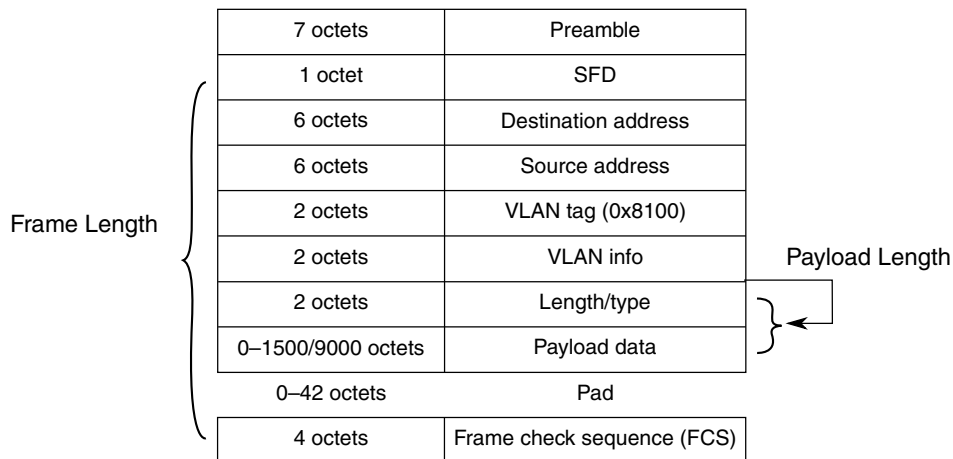 7 octets Preamble
1 octet SFD
6 octets Destination address
6 octets Source address
Frame Length
2 octets VLAN tag (0x8100)
2 octets VLAN info
Payload Length
2 octets Length/type
0–1500/9000 octets Payload data
0–42 octets Pad
4 octets Frame check sequence (FCS)